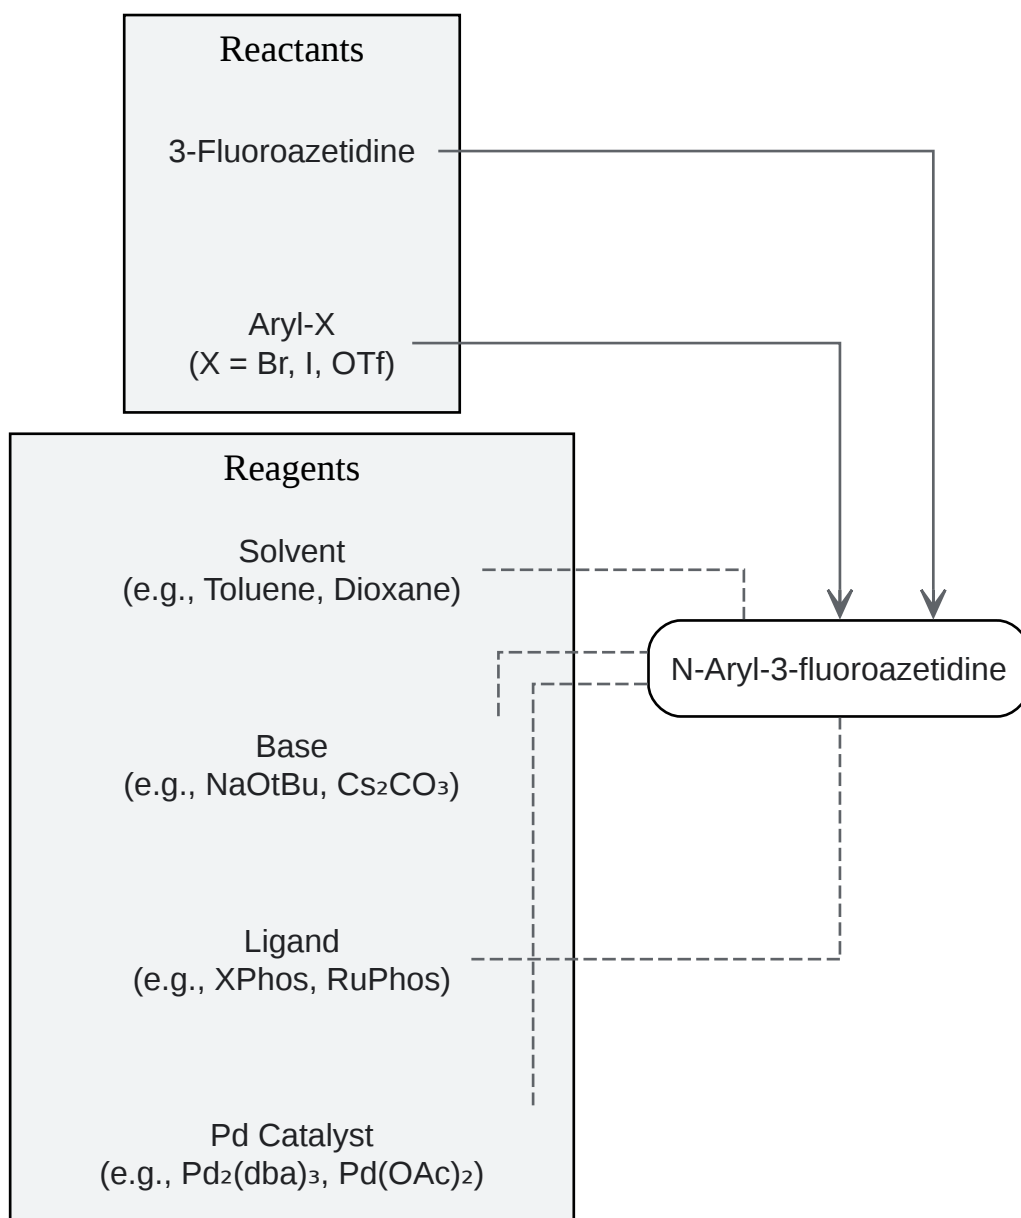 Reactants
3-Fluoroazetidine
Aryl-X
(X = Br, I, OTf)
Reagents
Solvent
(e.g., Toluene, Dioxane)
N-Aryl-3-fluoroazetidine
Base
(e.g., NaOtBu, Cs₂CO₃)
Ligand
(e.g., XPhos, RuPhos)
Pd Catalyst
(e.g., Pd₂(dba)₃, Pd(OAc)₂)